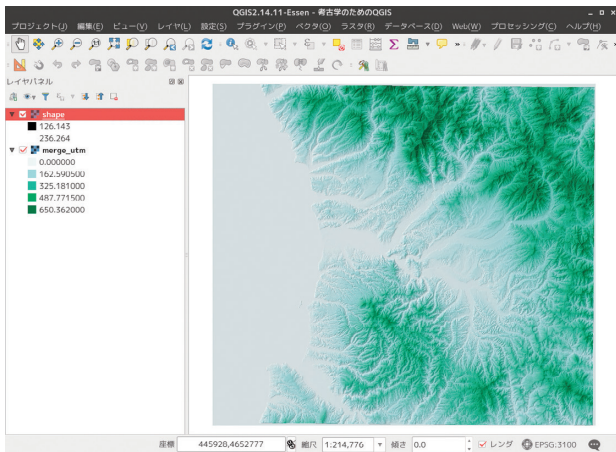 QGIS2.14.11-Essen - 考古学のためのQGIS
プロジェクト(J) 編集(E) ビュー(V) レイヤ(L) 設定(S) プラグイン(P) ベクタ(O) ラスタ(R) データベース(D) Web(W) プロセッシング(C) ヘルプ(H)
レイヤパネル
shape
126.143
236.264
merge_utm
0.000000
162.590500
325.181000
487.771500
650.362000
座標 445928,4652777 縮尺 1:214,776 傾き 0.0 レンダ EPSG:3100